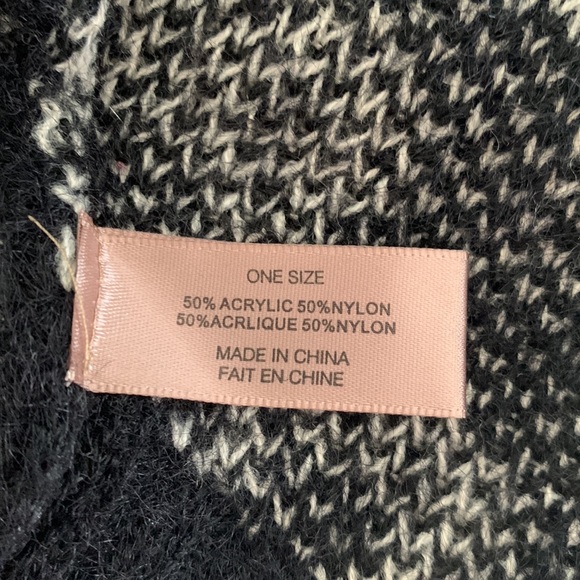 ONE SIZE
50% ACRYLIC 50%NYLON
50%ACRLIQUE 50%NYLON
MADE IN CHINA
FAIT EN CHINE